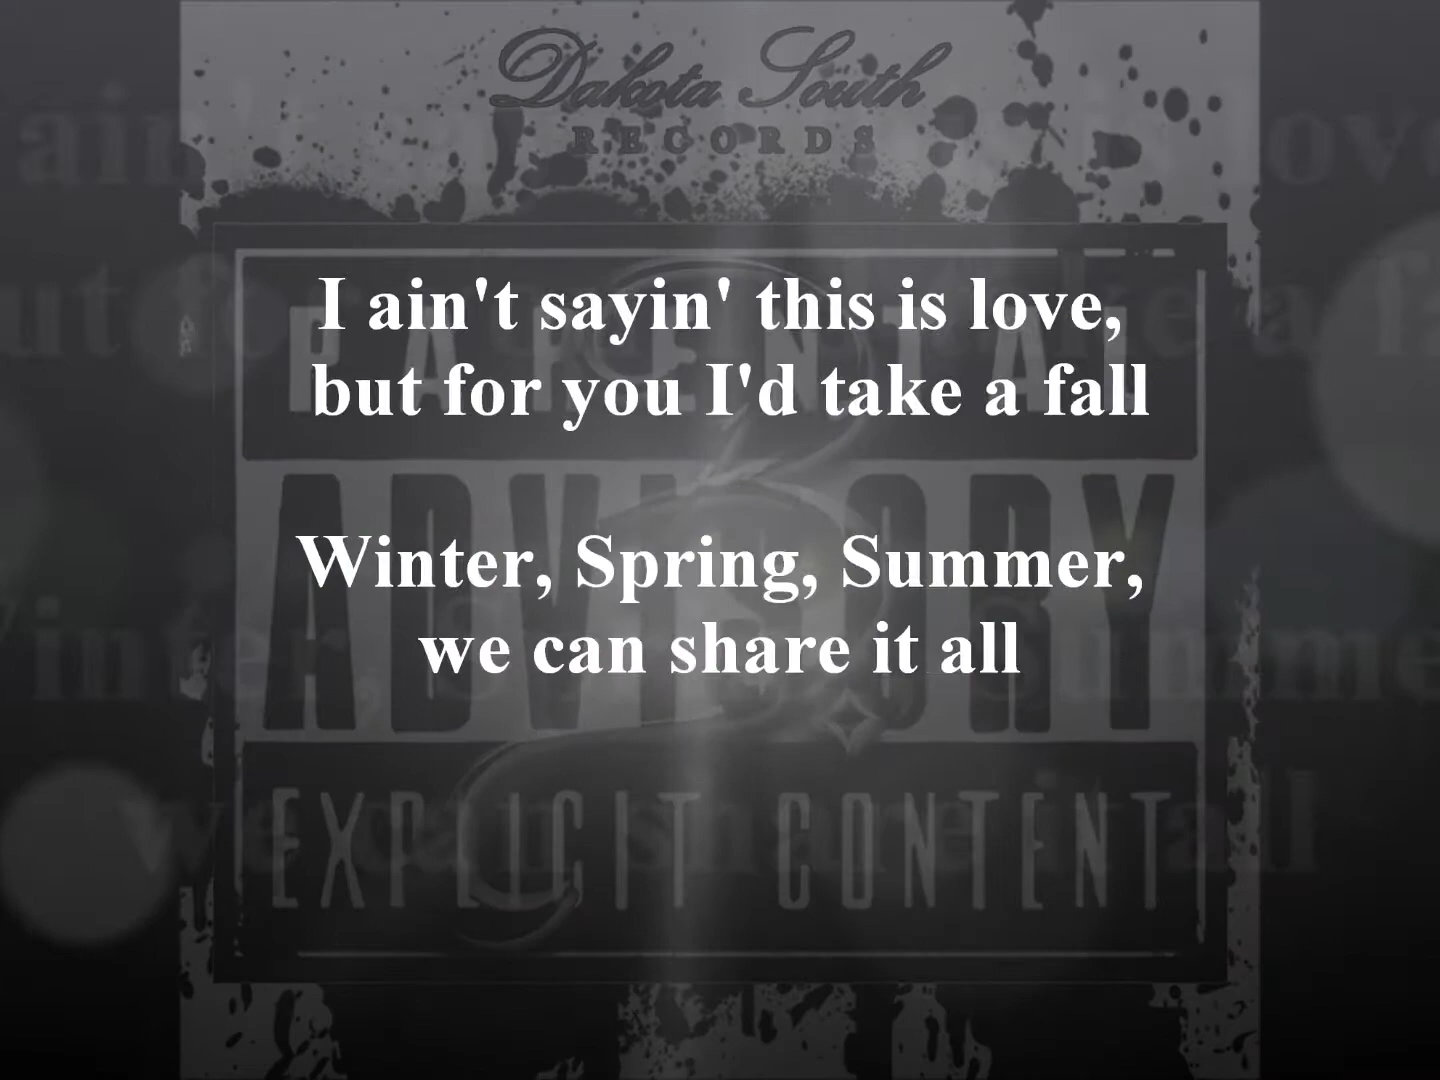 Dakota South
RECORDS
I ain't sayin' this is love,
but for you I'd take a fall
PARENTAL
ADVISORY
Winter, Spring, Summer,
we can share it all
EXPLICIT CONTENT